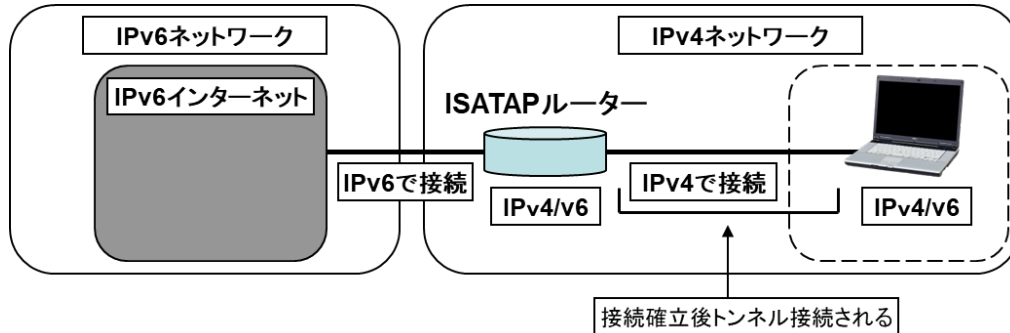 IPv6ネットワーク
IPv4ネットワーク
IPv6インターネット
ISATAPルーター
IPv6で接続
IPv4で接続
IPv4/v6
IPv4/v6
接続確立後トンネル接続される